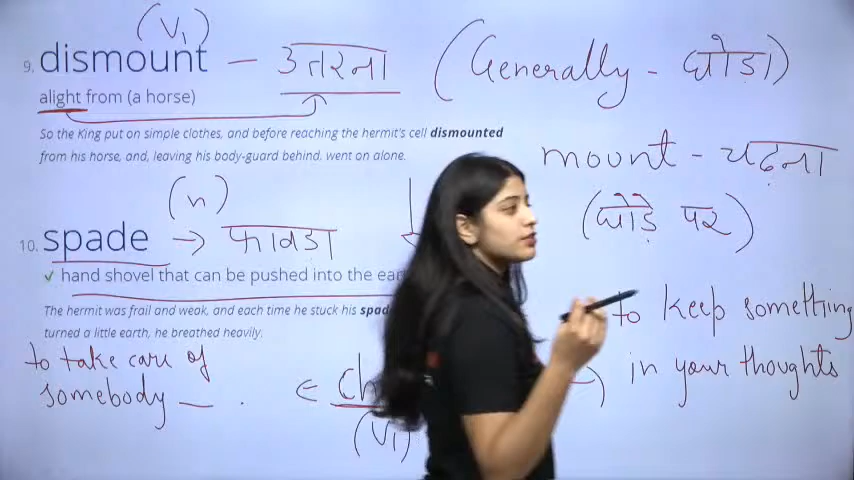 (V₁)
9. dismount – उतरना (Generally - घोडा)
alight from (a horse)
So the King put on simple clothes, and before reaching the hermit's cell dismounted
from his horse, and, leaving his body-guard behind. went on alone.
mount - चढना
(घोडे पर)
(n)
10. spade → फावडा
✓ hand shovel that can be pushed into the
The hermit was frail and weak, and each time he stuck his
turned a little earth, he breathed heavily.
to keep something
in your thoughts
to take care of
somebody
(V₁)